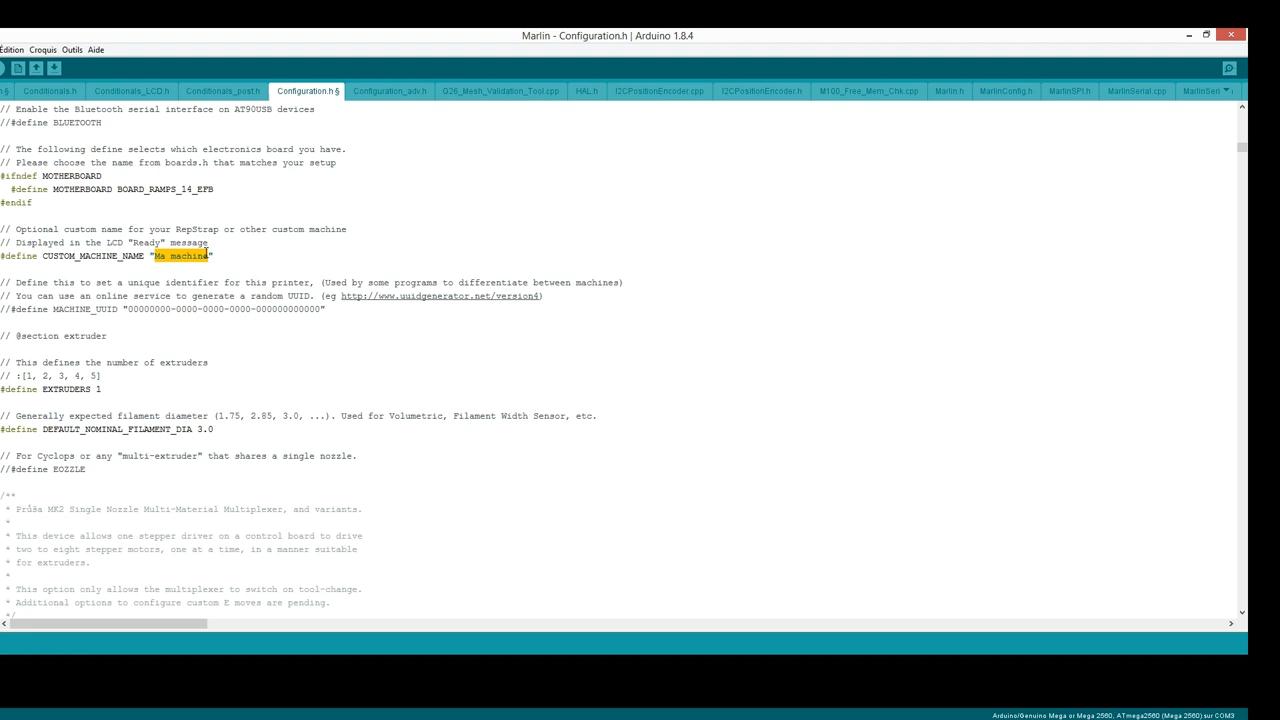 Marlin - Configuration.h | Arduino 1.8.4
Édition Croquis Outils Aide
h § Conditionals.h Conditionals_LCD.h Conditionals_post.h Configuration.h § Configuration_adv.h G26_Mesh_Validation_Tool.cpp HAL.h I2CPositionEncoder.cpp I2CPositionEncoder.h M100_Free_Mem_Chk.cpp Marlin.h MarlinConfig.h MarlinSPI.h MarlinSerial.cpp MarlinSeri
// Enable the Bluetooth serial interface on AT90USB devices
//#define BLUETOOTH
// The following define selects which electronics board you have.
// Please choose the name from boards.h that matches your setup
#ifndef MOTHERBOARD
#define MOTHERBOARD BOARD_RAMPS_14_EFB
#endif
// Optional custom name for your RepStrap or other custom machine
// Displayed in the LCD "Ready" message
#define CUSTOM_MACHINE_NAME "Ma machine"
// Define this to set a unique identifier for this printer, (Used by some programs to differentiate between machines)
// You can use an online service to generate a random UUID. (eg http://www.uuidgenerator.net/version4)
//#define MACHINE_UUID "00000000-0000-0000-0000-000000000000"
// @section extruder
// This defines the number of extruders
// :[1, 2, 3, 4, 5]
#define EXTRUDERS 1
// Generally expected filament diameter (1.75, 2.85, 3.0, ...). Used for Volumetric, Filament Width Sensor, etc.
#define DEFAULT_NOMINAL_FILAMENT_DIA 3.0
// For Cyclops or any "multi-extruder" that shares a single nozzle.
//#define EOZZLE
/**
* Průša MK2 Single Nozzle Multi-Material Multiplexer, and variants.
*
* This device allows one stepper driver on a control board to drive
* two to eight stepper motors, one at a time, in a manner suitable
* for extruders.
*
* This option only allows the multiplexer to switch on tool-change.
* Additional options to configure custom E moves are pending.
*/
Arduino/Genuino Mega or Mega 2560, ATmega2560 (Mega 2560) sur COM3